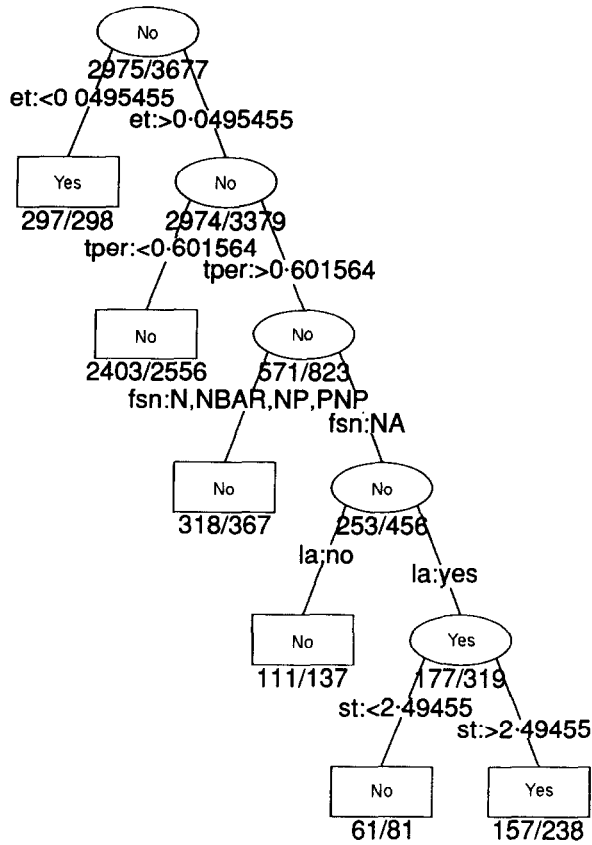 No
2975/3677
et:<0 0495455
et:>0·0495455
Yes
297/298
No
2974/3379
tper:<0·601564
tper:>0·601564
No
2403/2556
No
571/823
fsn:N,NBAR,NP,PNP
fsn:NA
No
318/367
No
253/456
la:no
la:yes
No
111/137
Yes
177/319
st:<2·49455
st:>2·49455
No
61/81
Yes
157/238